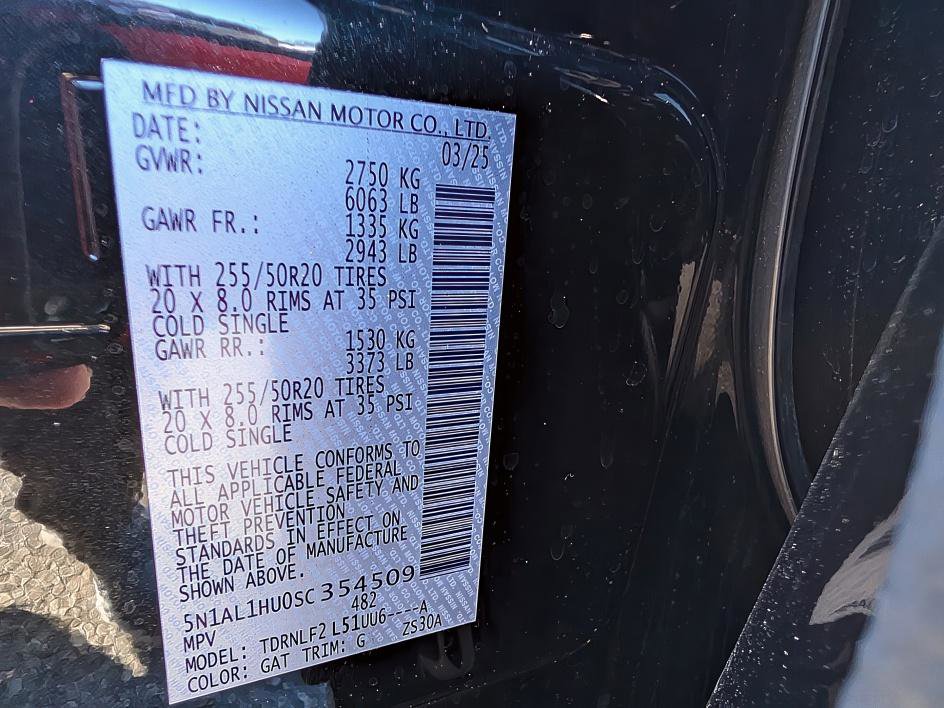 MFD BY NISSAN MOTOR CO., LTD.
DATE: 03/25
GVWR: 2750 KG
6063 LB
GAWR FR.: 1335 KG
2943 LB
WITH 255/50R20 TIRES
20 X 8.0 RIMS AT 35 PSI
COLD SINGLE
GAWR RR.: 1530 KG
3373 LB
WITH 255/50R20 TIRES
20 X 8.0 RIMS AT 35 PSI
COLD SINGLE
THIS VEHICLE CONFORMS TO
ALL APPLICABLE FEDERAL
MOTOR VEHICLE SAFETY AND
THEFT PREVENTION
STANDARDS IN EFFECT ON
THE DATE OF MANUFACTURE
SHOWN ABOVE.
5N1AL1HU0SC354509
MPV 482
MODEL: TDRNLF2 L51UU6----A
COLOR: GAT TRIM: G ZS30A